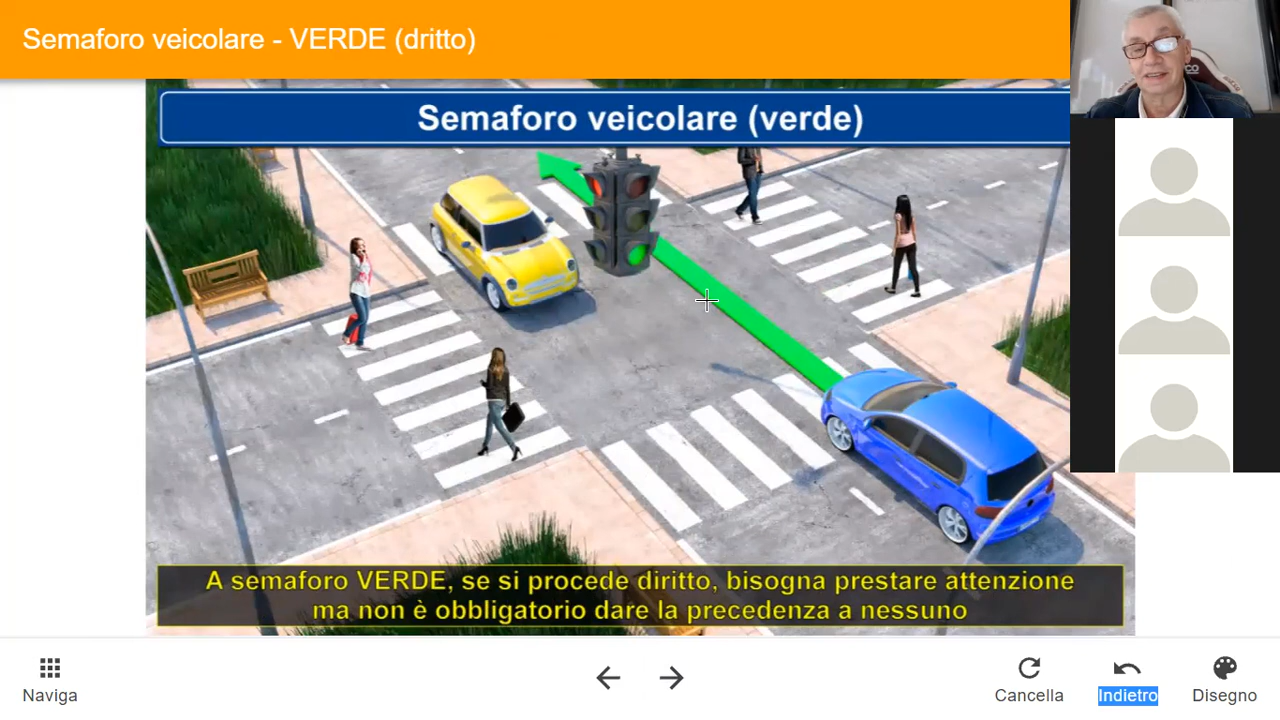 Semaforo veicolare - VERDE (dritto)
Semaforo veicolare (verde)
A semaforo VERDE, se si procede diritto, bisogna prestare attenzione
ma non è obbligatorio dare la precedenza a nessuno
Naviga
Cancella
Indietro
Disegno